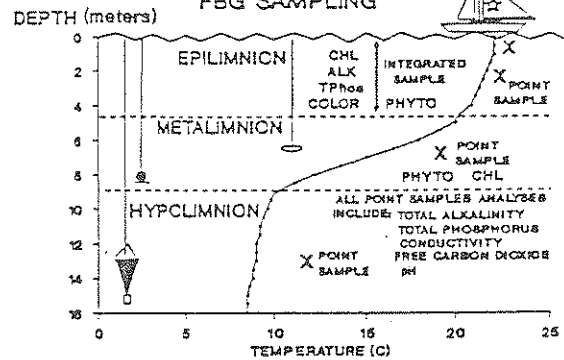 FBG SAMPLING
DEPTH (meters)
0
2
4
6
8
10
12
14
16
EPILIMNION
CHL
ALK
TPhos
COLOR
INTEGRATED
SAMPLE
PHYTO
X
X
POINT
SAMPLE
METALIMNION
X POINT
SAMPLE
PHYTO CHL
HYPOLIMNION
ALL POINT SAMPLES ANALYSES
INCLUDE: TOTAL ALKALINITY
TOTAL PHOSPHORUS
CONDUCTIVITY
FREE CARBON DIOXIDE
pH
X POINT
SAMPLE
0 5 10 15 20 25
TEMPERATURE (C)